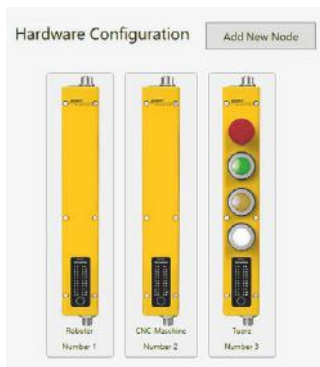 Hardware Configuration
Add New Node
Roboter
Number 1
CNC-Maschine
Number 2
Tuere
Number 3